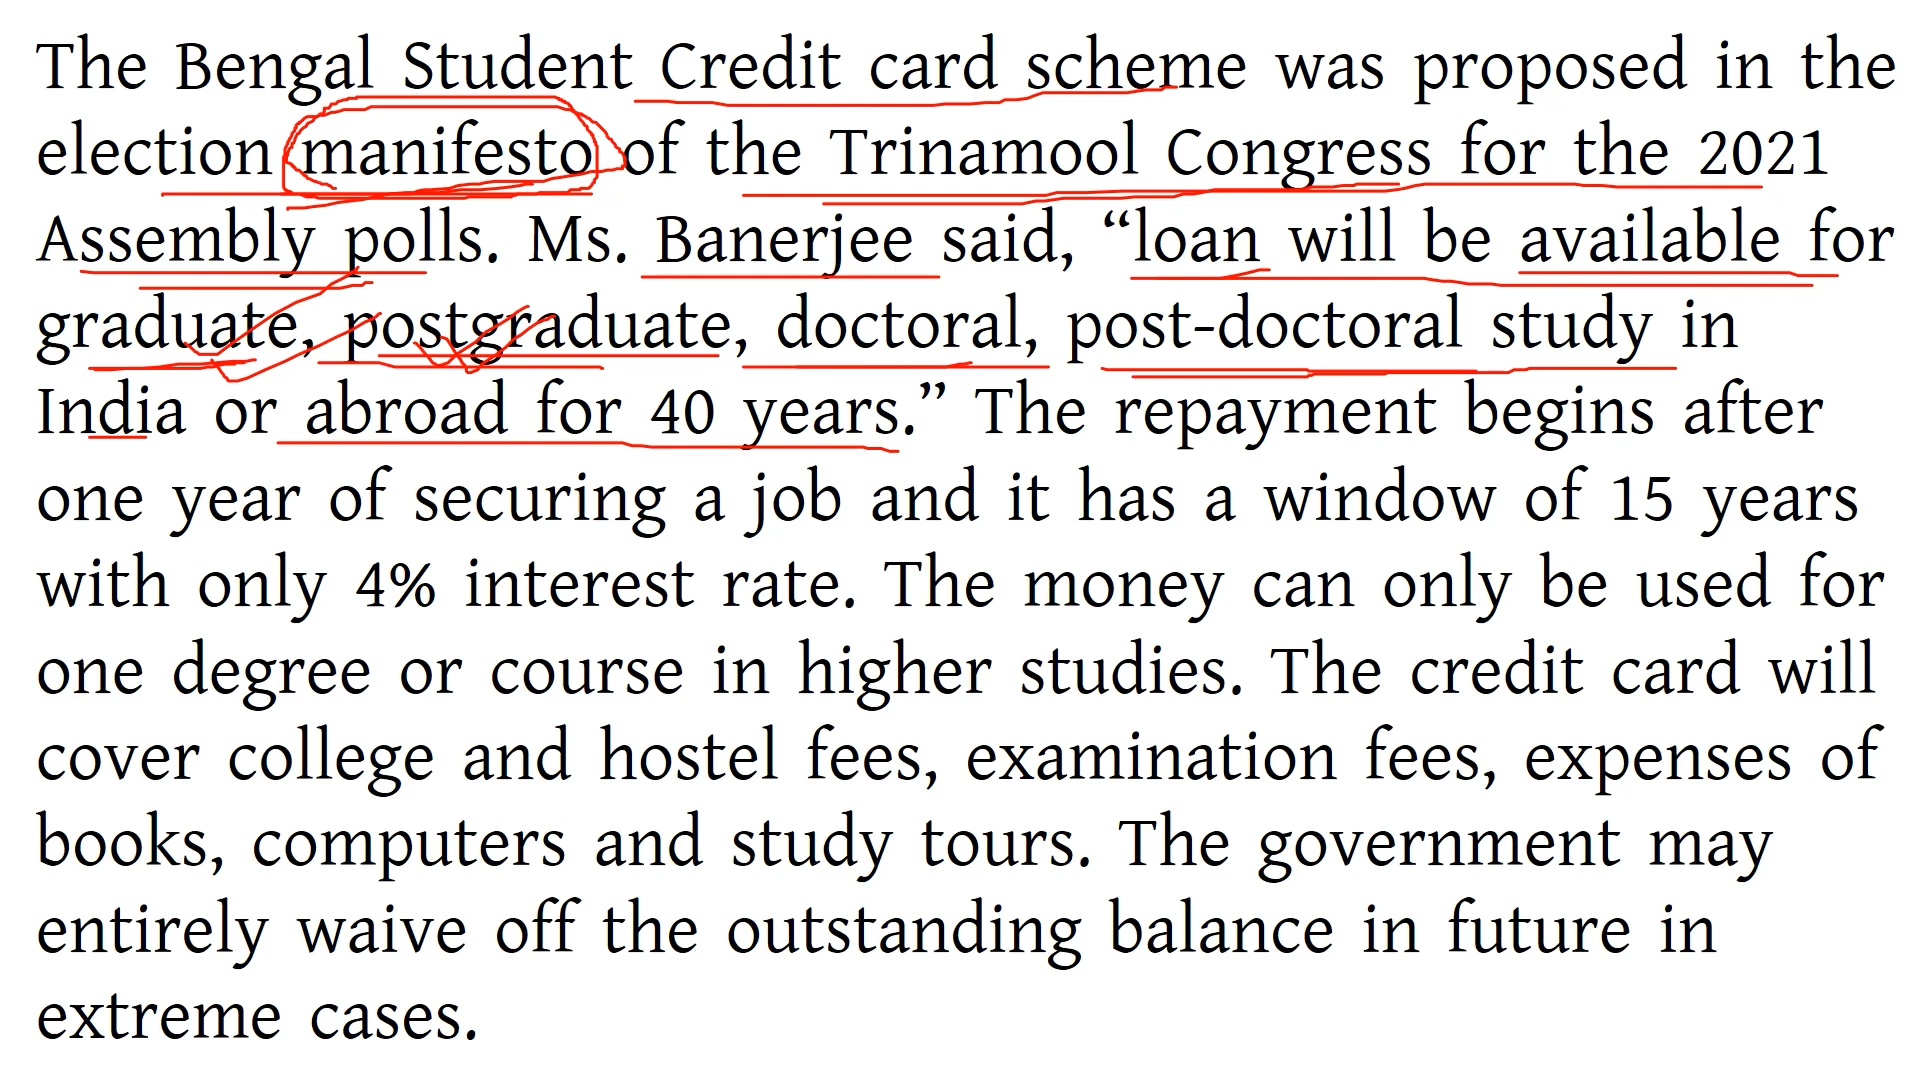 The Bengal Student Credit card scheme was proposed in the
election manifesto of the Trinamool Congress for the 2021
Assembly polls. Ms. Banerjee said, “loan will be available for
graduate, postgraduate, doctoral, post-doctoral study in
India or abroad for 40 years.” The repayment begins after
one year of securing a job and it has a window of 15 years
with only 4% interest rate. The money can only be used for
one degree or course in higher studies. The credit card will
cover college and hostel fees, examination fees, expenses of
books, computers and study tours. The government may
entirely waive off the outstanding balance in future in
extreme cases.